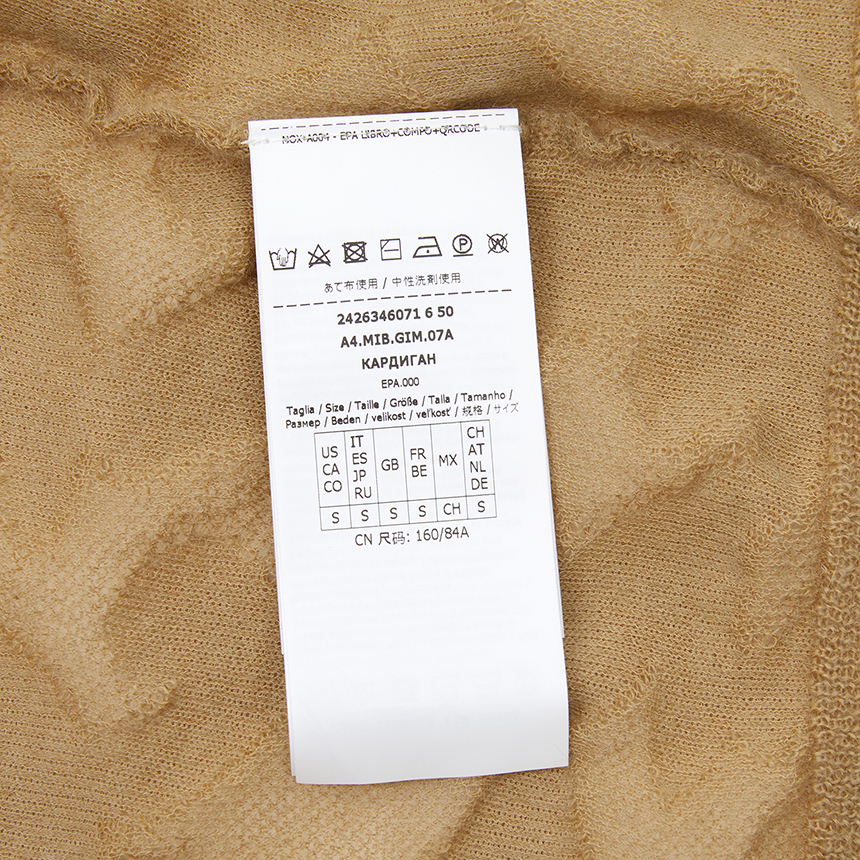 NOX-A004 - EPA LIBRO+COMPO+QRCODE
P W
あて布使用 / 中性洗剤使用
2426346071 6 50
A4.MIB.GIM.07A
КАРДИГАН
EPA.000
Taglia / Size / Taille / Größe / Talla / Tamanho /
Размер / Beden / velikost / veľkosť / 规格 / サイズ
US CA CO
IT ES JP RU
GB
FR BE
MX
CH AT NL DE
S S S S CH S
CN 尺码: 160/84A